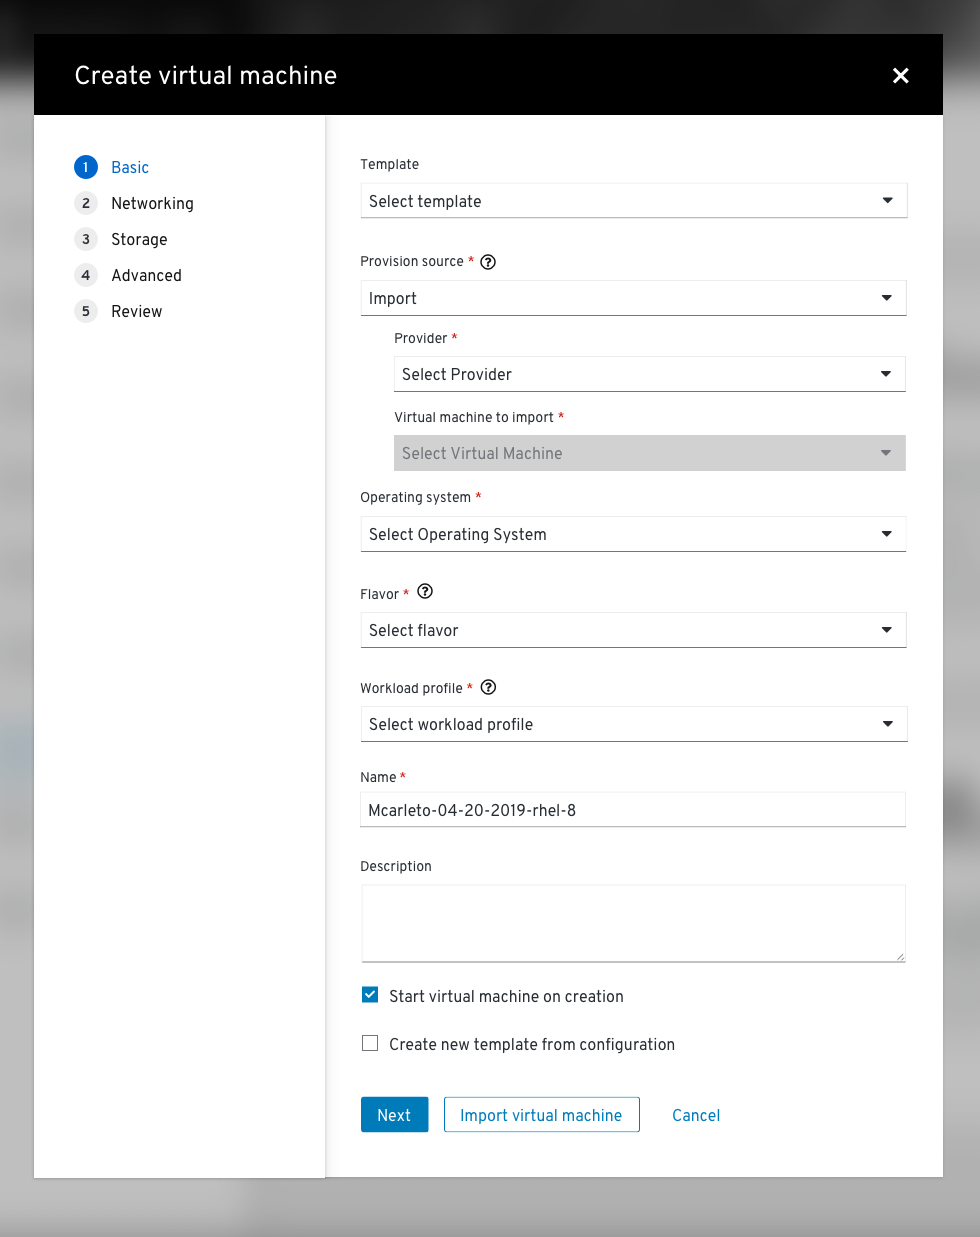 Create virtual machine
1 Basic
2 Networking
3 Storage
4 Advanced
5 Review
Template
Select template
Provision source *
Import
Provider *
Select Provider
Virtual machine to import *
Select Virtual Machine
Operating system *
Select Operating System
Flavor *
Select flavor
Workload profile *
Select workload profile
Name *
Mcarleto-04-20-2019-rhel-8
Description
Start virtual machine on creation
Create new template from configuration
Next Import virtual machine Cancel